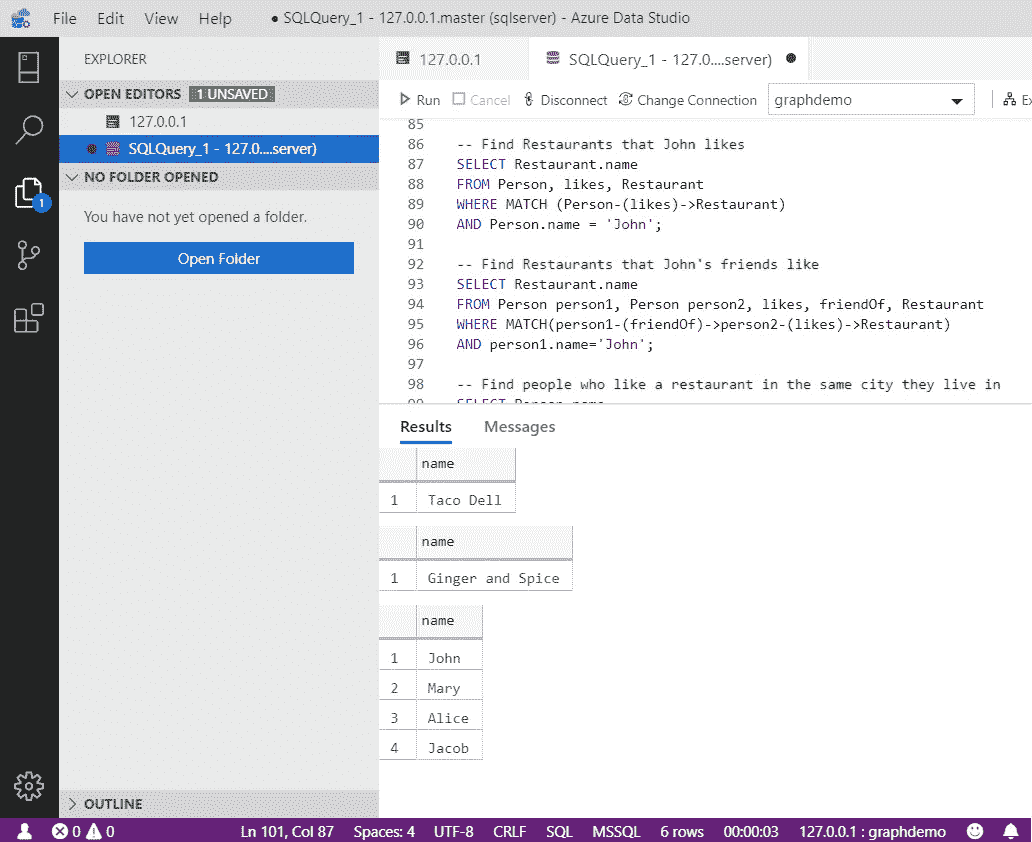 File Edit View Help ● SQLQuery_1 - 127.0.0.1.master (sqlserver) - Azure Data Studio
EXPLORER
OPEN EDITORS 1 UNSAVED
127.0.0.1
SQLQuery_1 - 127.0....server)
NO FOLDER OPENED
You have not yet opened a folder.
Open Folder
1
OUTLINE
127.0.0.1 SQLQuery_1 - 127.0....server)
Run Cancel Disconnect Change Connection graphdemo Ex
85
86 -- Find Restaurants that John likes
87 SELECT Restaurant.name
88 FROM Person, likes, Restaurant
89 WHERE MATCH (Person-(likes)->Restaurant)
90 AND Person.name = 'John';
91
92 -- Find Restaurants that John's friends like
93 SELECT Restaurant.name
94 FROM Person person1, Person person2, likes, friendOf, Restaurant
95 WHERE MATCH(person1-(friendOf)->person2-(likes)->Restaurant)
96 AND person1.name='John';
97
98 -- Find people who like a restaurant in the same city they live in
99 SELECT Person.name
Results Messages
name
1 Taco Dell
name
1 Ginger and Spice
name
1 John
2 Mary
3 Alice
4 Jacob
0 0 Ln 101, Col 87 Spaces: 4 UTF-8 CRLF SQL MSSQL 6 rows 00:00:03 127.0.0.1 : graphdemo